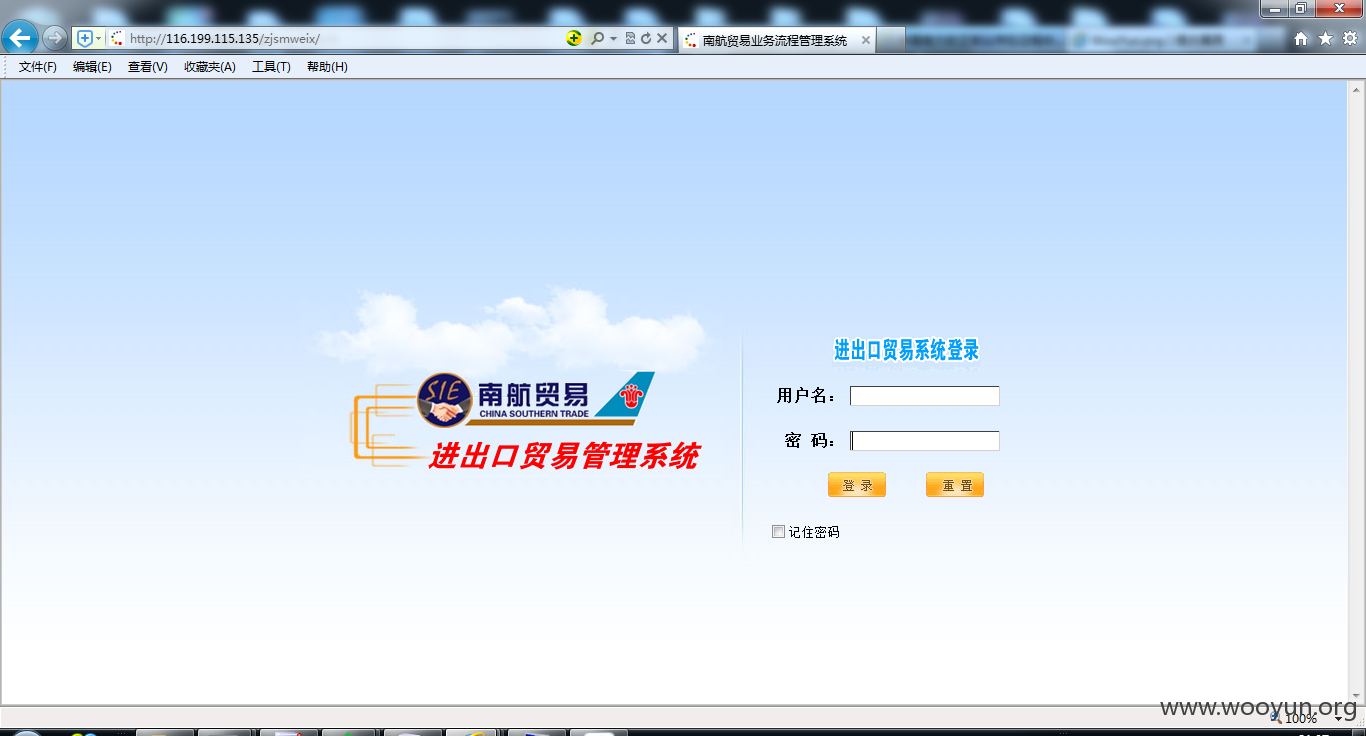 http://116.199.115.135/zjsmweix/
南航贸易业务流程管理系统
文件(F) 编辑(E) 查看(V) 收藏夹(A) 工具(T) 帮助(H)
进出口贸易系统登录
SIE 南航贸易
CHINA SOUTHERN TRADE
进出口贸易管理系统
用户名：
密 码：
登 录 重 置
记住密码
www.wooyun.org
100%